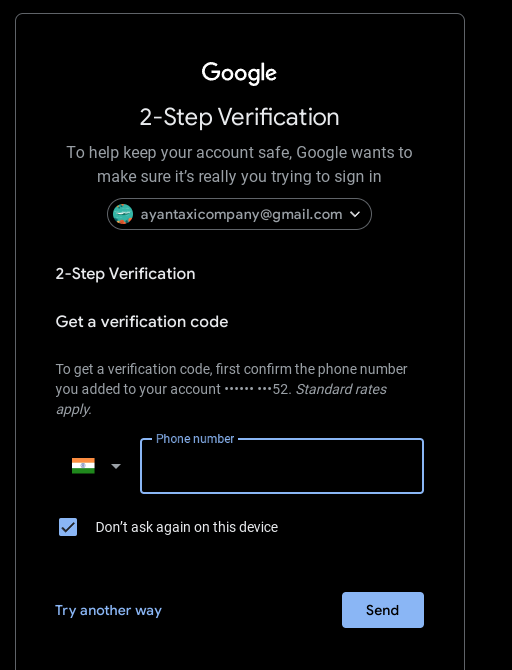 Google
2-Step Verification
To help keep your account safe, Google wants to
make sure it’s really you trying to sign in
ayantaxicompany@gmail.com
2-Step Verification
Get a verification code
To get a verification code, first confirm the phone number
you added to your account •••••• •••52. Standard rates
apply.
Phone number
Don’t ask again on this device
Try another way
Send